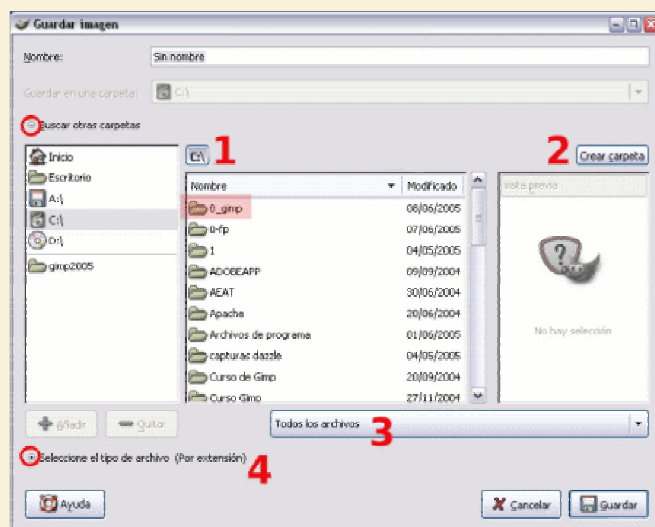 Guardar imagen
Nombre: Sin nombre
Guardar en una carpeta: C:\
Buscar otras carpetas
1
2
C:\
Crear carpeta
Inicio
Escritorio
A:\
C:\
D:\
gimp2005
Nombre Modificado
0_gimp 08/06/2005
0-fp 07/06/2005
1 04/05/2005
ADOBEAPP 09/09/2004
AEAT 30/06/2004
Apache 20/06/2004
Archivos de programa 01/06/2005
capturas dazzle 04/05/2005
Curso de Gimp 20/09/2004
Curso Gimp 27/11/2004
Vista previa
No hay selección
Añadir
Quitar
Todos los archivos
3
Seleccione el tipo de archivo (Por extensión)
4
Ayuda
Cancelar
Guardar